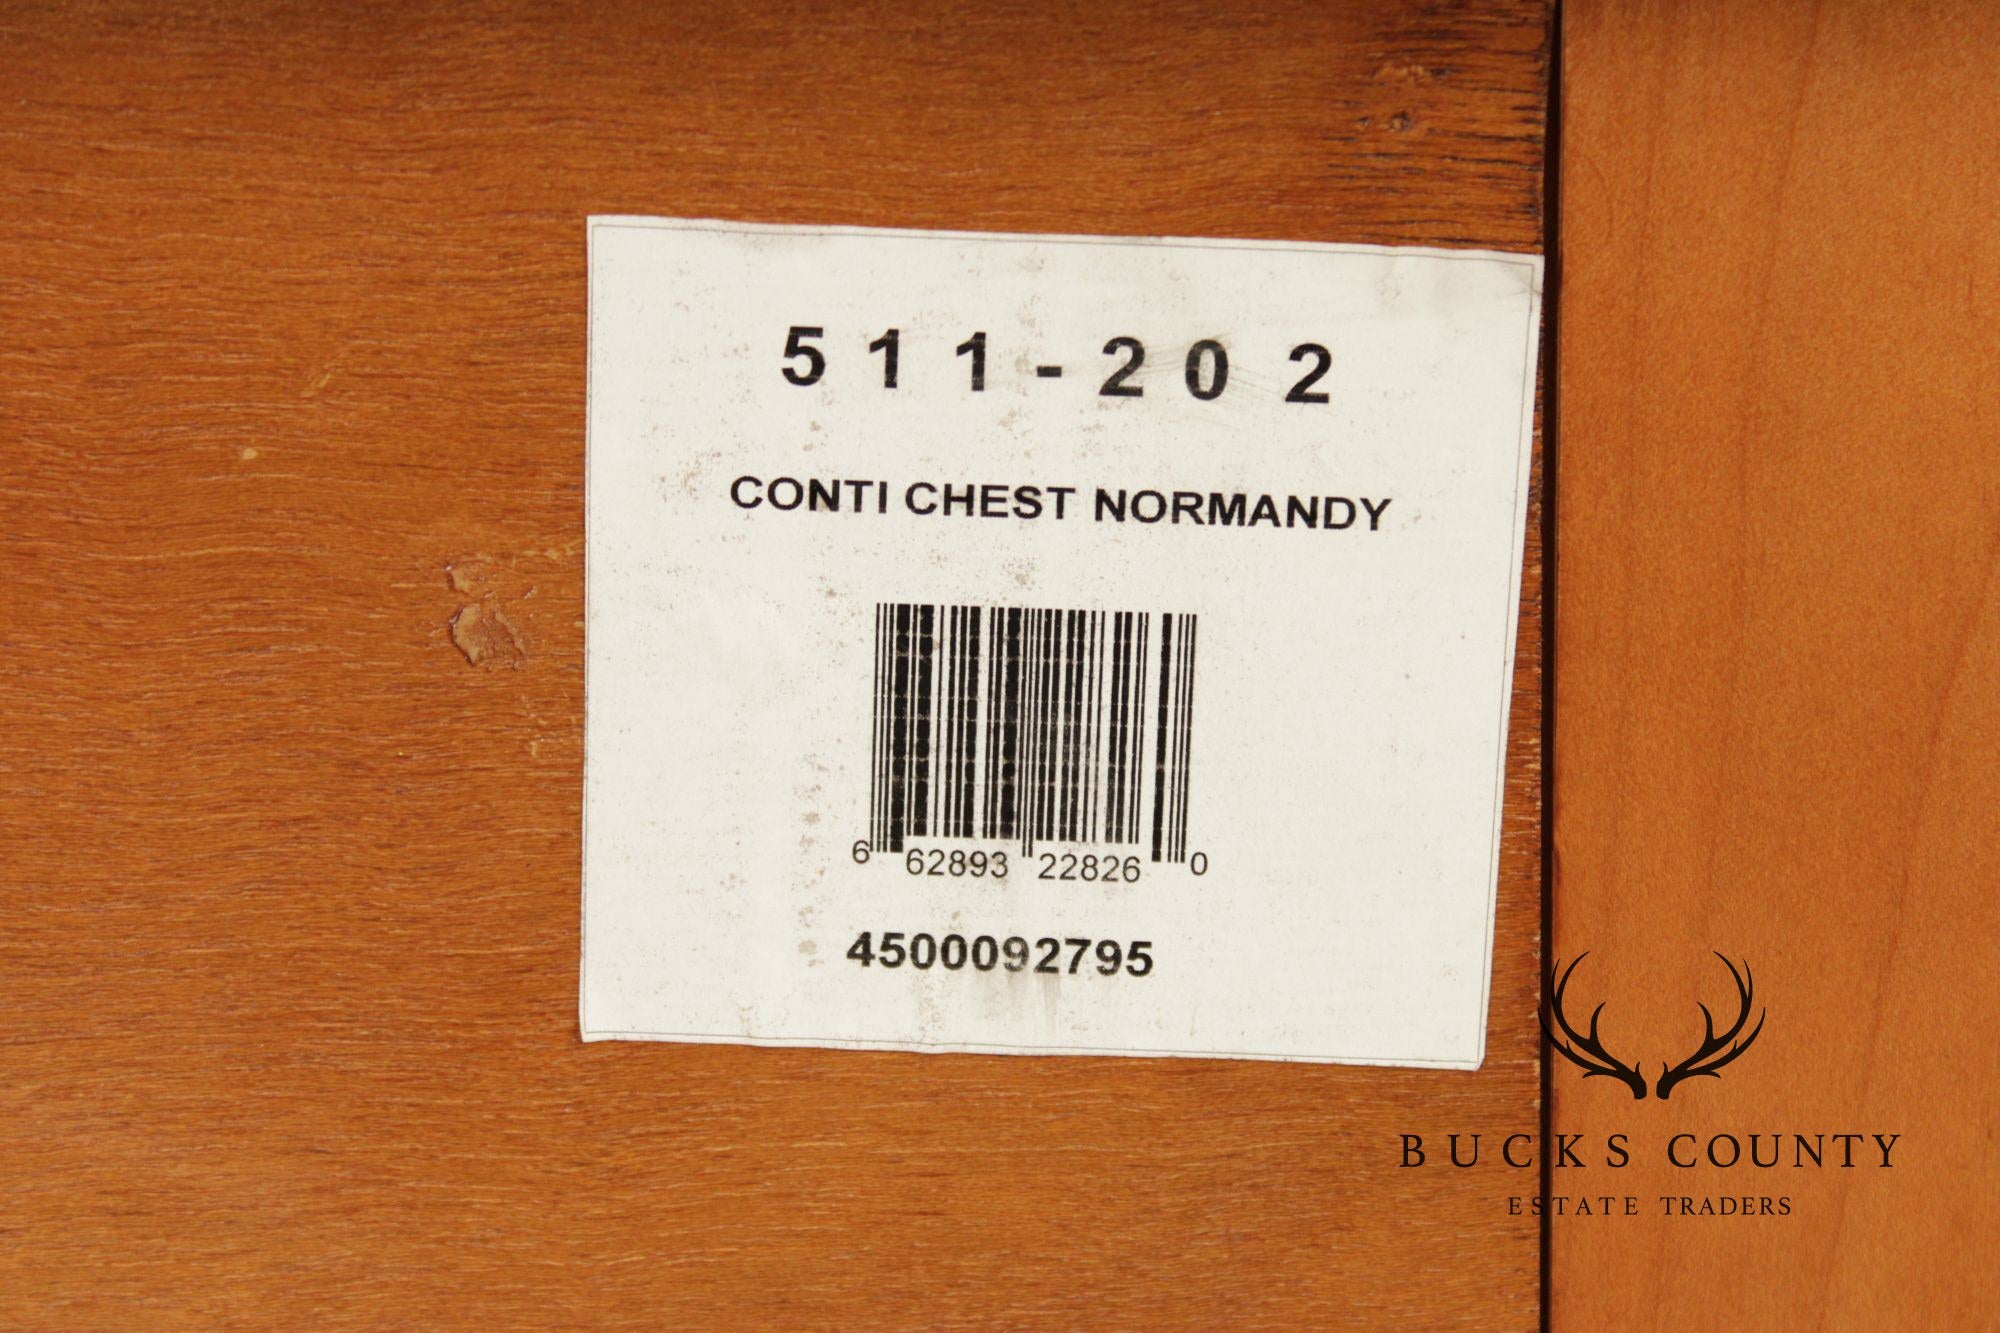 511-202
CONTI CHEST NORMANDY
6 62893 22826 0
4500092795
BUCKS COUNTY
ESTATE TRADERS